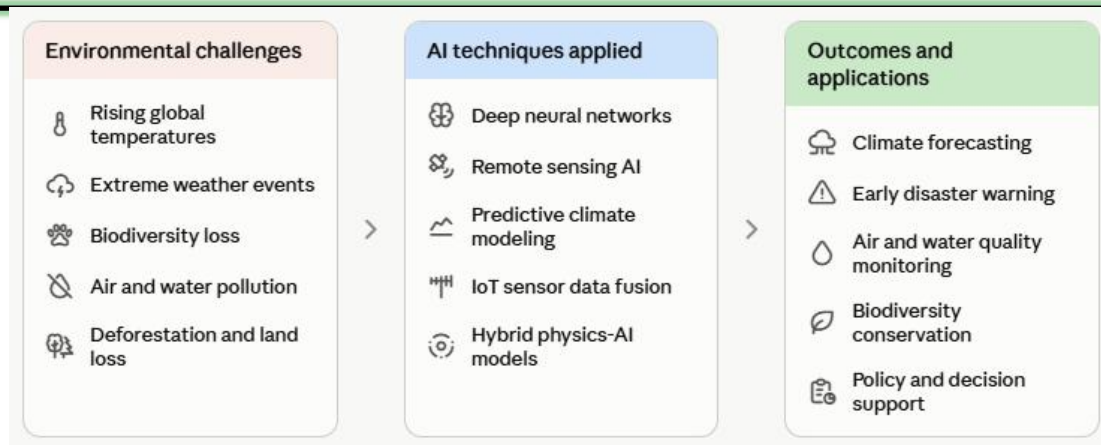 Environmental challenges
Rising global
temperatures
Extreme weather events
Biodiversity loss
Air and water pollution
Deforestation and land
loss
AI techniques applied
Deep neural networks
Remote sensing AI
Predictive climate
modeling
IoT sensor data fusion
Hybrid physics-AI
models
Outcomes and
applications
Climate forecasting
Early disaster warning
Air and water quality
monitoring
Biodiversity
conservation
Policy and decision
support